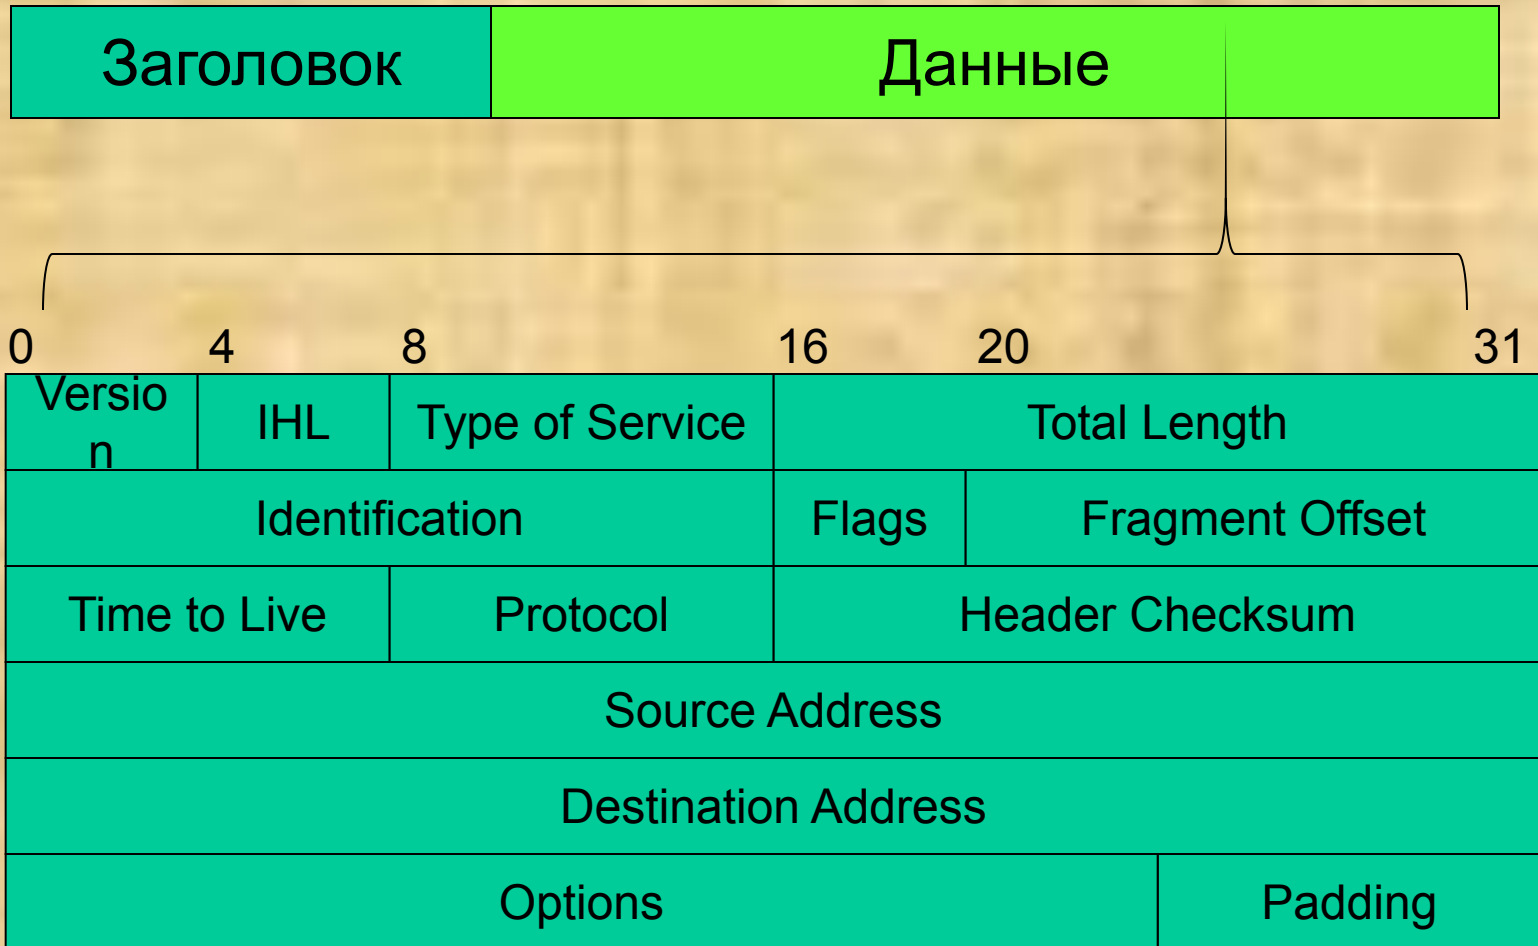 Заголовок Данные
0 4 8 16 20 31
Versio
n
IHL Type of Service Total Length
Identification Flags Fragment Offset
Time to Live Protocol Header Checksum
Source Address
Destination Address
Options Padding